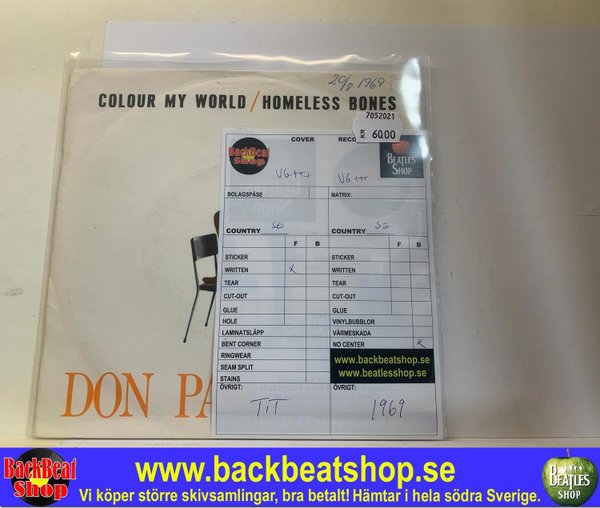 20/8 1969
COLOUR MY WORLD / HOMELESS BONES
7052021
KR 60.00
BackBeat Shop
COVER
RECO
BEATLES SHOP
VG+++
VG+++
BOLAGSPÅSE
MATRIX:
COUNTRY SE
COUNTRY SE
F B
F B
STICKER
STICKER
WRITTEN X
WRITTEN
TEAR
TEAR
CUT-OUT
CUT-OUT
GLUE
GLUE
HOLE
VINYLBUBBLOR
LAMINATSLÄPP
VÄRMESKADA
BENT CORNER
NO CENTER X
RINGWEAR
www.backbeatshop.se
SEAM SPLIT
www.beatlesshop.se
STAINS
ÖVRIGT:
ÖVRIGT:
TIT
1969
DON PA
BackBeat Shop
www.backbeatshop.se
Vi köper större skivsamlingar, bra betalt! Hämtar i hela södra Sverige.
BEATLES SHOP